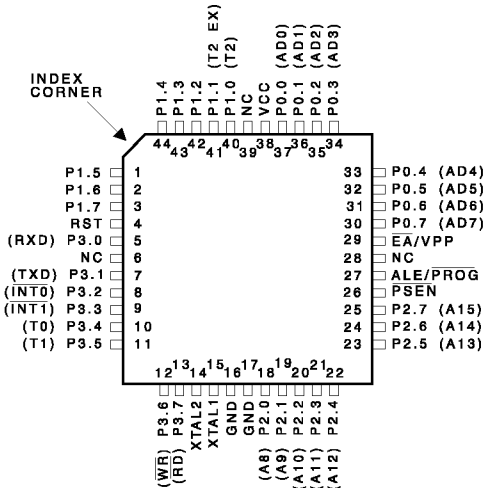 INDEX
CORNER
P1.4
P1.3
P1.2
P1.1 (T2 EX)
P1.0 (T2)
NC
VCC
P0.0 (AD0)
P0.1 (AD1)
P0.2 (AD2)
P0.3 (AD3)
44 43 42 41 40 39 38 37 36 35 34
P1.5 1
P1.6 2
P1.7 3
RST 4
(RXD) P3.0 5
NC 6
(TXD) P3.1 7
(INT0) P3.2 8
(INT1) P3.3 9
(T0) P3.4 10
(T1) P3.5 11
33 P0.4 (AD4)
32 P0.5 (AD5)
31 P0.6 (AD6)
30 P0.7 (AD7)
29 EA/VPP
28 NC
27 ALE/PROG
26 PSEN
25 P2.7 (A15)
24 P2.6 (A14)
23 P2.5 (A13)
12 13 14 15 16 17 18 19 20 21 22
(WR) P3.6
(RD) P3.7
XTAL2
XTAL1
GND
GND
(A8) P2.0
(A9) P2.1
(A10) P2.2
(A11) P2.3
(A12) P2.4